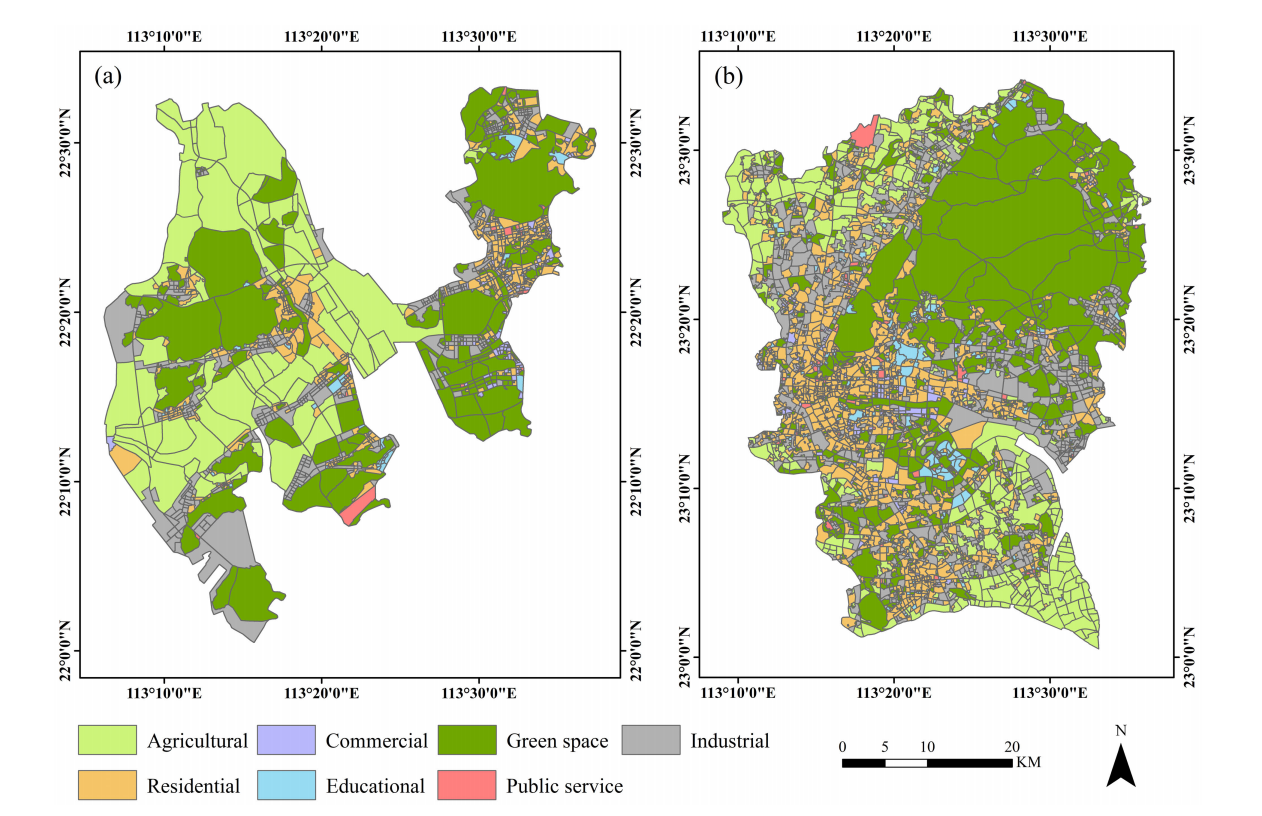 113°10'0"E 113°20'0"E 113°30'0"E 113°10'0"E 113°20'0"E 113°30'0"E
(a) (b)
22°30'0"N 22°30'0"N 23°30'0"N 23°30'0"N
22°20'0"N 22°20'0"N 23°20'0"N 23°20'0"N
22°10'0"N 22°10'0"N 23°10'0"N 23°10'0"N
22°0'0"N 22°0'0"N 23°0'0"N 23°0'0"N
113°10'0"E 113°20'0"E 113°30'0"E 113°10'0"E 113°20'0"E 113°30'0"E
Agricultural Commercial Green space Industrial
Residential Educational Public service
0 5 10 20
KM
N